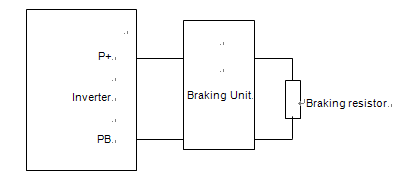 P+
Inverter
Braking Unit
Braking resistor
PB